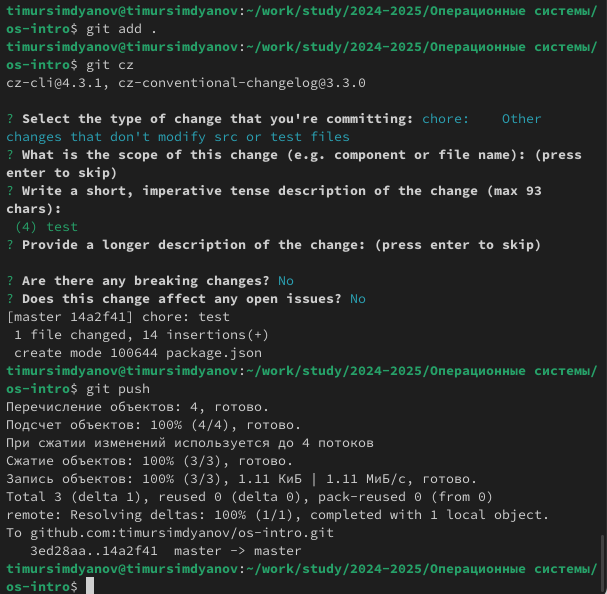 timursimdyanov@timursimdyanov:~/work/study/2024-2025/Операционные системы/
os-intro$ git add .
timursimdyanov@timursimdyanov:~/work/study/2024-2025/Операционные системы/
os-intro$ git cz
cz-cli@4.3.1, cz-conventional-changelog@3.3.0

? Select the type of change that you're committing: chore:    Other
changes that don't modify src or test files
? What is the scope of this change (e.g. component or file name): (press
enter to skip)
? Write a short, imperative tense description of the change (max 93
chars):
 (4) test
? Provide a longer description of the change: (press enter to skip)

? Are there any breaking changes? No
? Does this change affect any open issues? No
[master 14a2f41] chore: test
 1 file changed, 14 insertions(+)
 create mode 100644 package.json
timursimdyanov@timursimdyanov:~/work/study/2024-2025/Операционные системы/
os-intro$ git push
Перечисление объектов: 4, готово.
Подсчет объектов: 100% (4/4), готово.
При сжатии изменений используется до 4 потоков
Сжатие объектов: 100% (3/3), готово.
Запись объектов: 100% (3/3), 1.11 КиБ | 1.11 МиБ/с, готово.
Total 3 (delta 1), reused 0 (delta 0), pack-reused 0 (from 0)
remote: Resolving deltas: 100% (1/1), completed with 1 local object.
To github.com:timursimdyanov/os-intro.git
   3ed28aa..14a2f41  master -> master
timursimdyanov@timursimdyanov:~/work/study/2024-2025/Операционные системы/
os-intro$